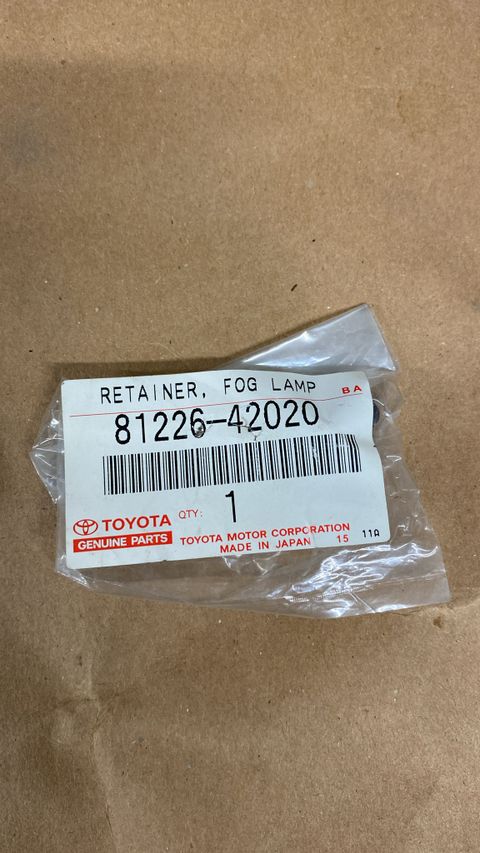 RETAINER, FOG LAMP BA
81226-42020
QTY: 1
TOYOTA
GENUINE PARTS
TOYOTA MOTOR CORPORATION
MADE IN JAPAN 15 11A